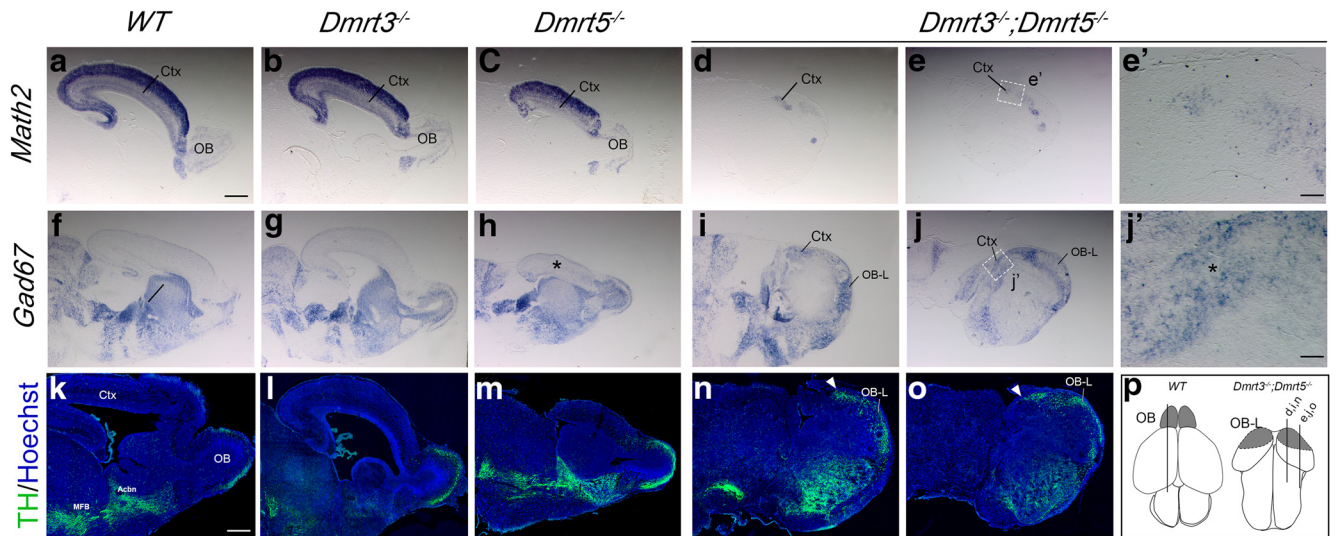 WT Dmrt3-/- Dmrt5-/- Dmrt3-/-;Dmrt5-/-
Math2
a Ctx OB
b Ctx OB
C Ctx OB
d Ctx
e Ctx e'
e'
Gad67
f
g
h *
i Ctx OB-L
j Ctx OB-L j'
j' *
TH/Hoechst
k Ctx OB Acbn MFB
l
m
n OB-L
o OB-L
p WT Dmrt3-/-;Dmrt5-/-
OB OB-L d,i,n e,j,o